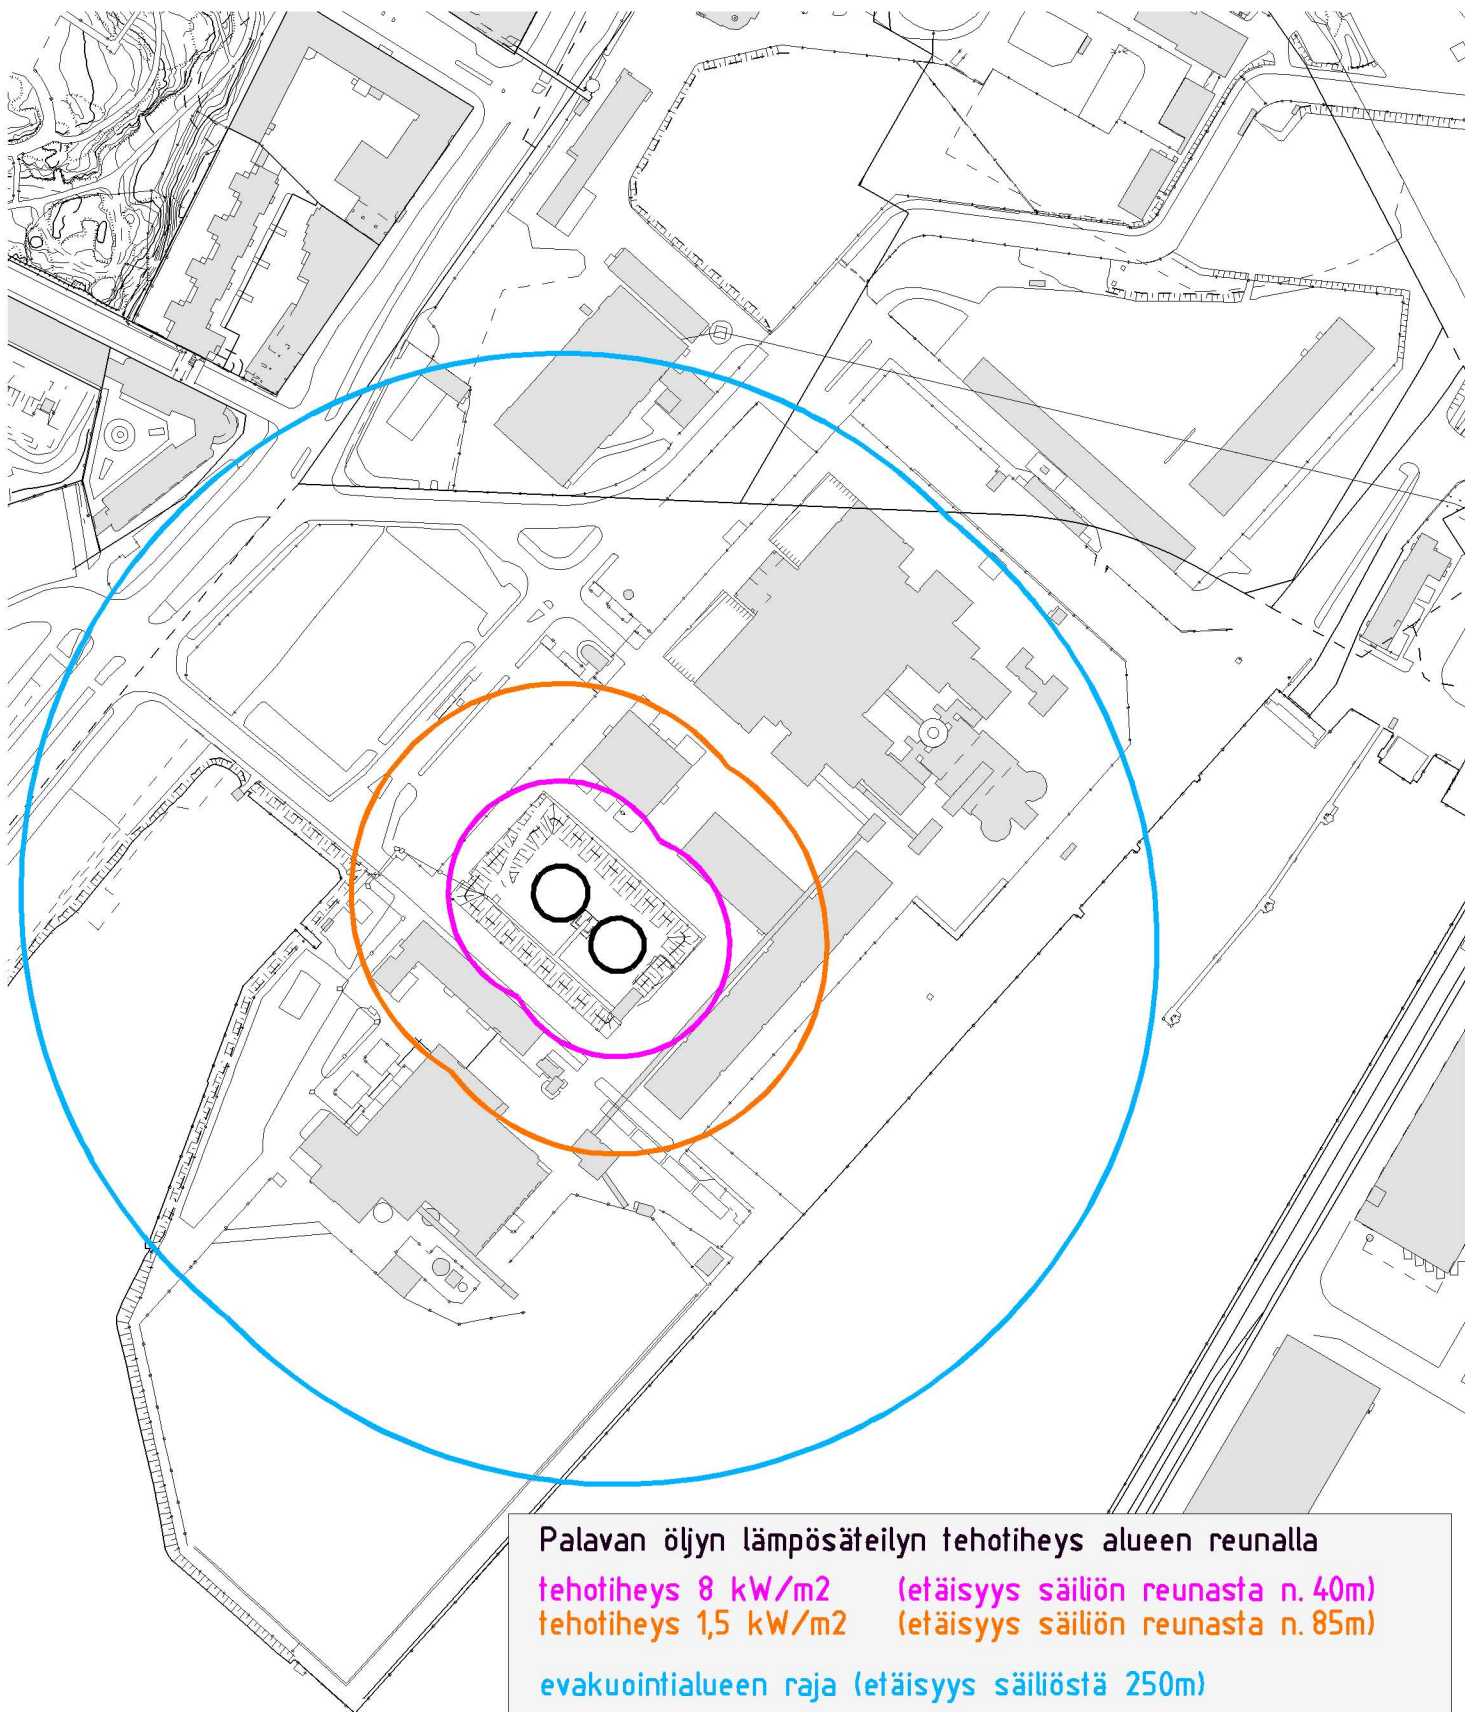 Palavan öljyn lämpösäteilyn tehotiheys alueen reunalla
tehotiheys 8 kW/m2 (etäisyys säiliön reunasta n. 40m)
tehotiheys 1,5 kW/m2 (etäisyys säiliön reunasta n. 85m)
evakuointialueen raja (etäisyys säiliöstä 250m)